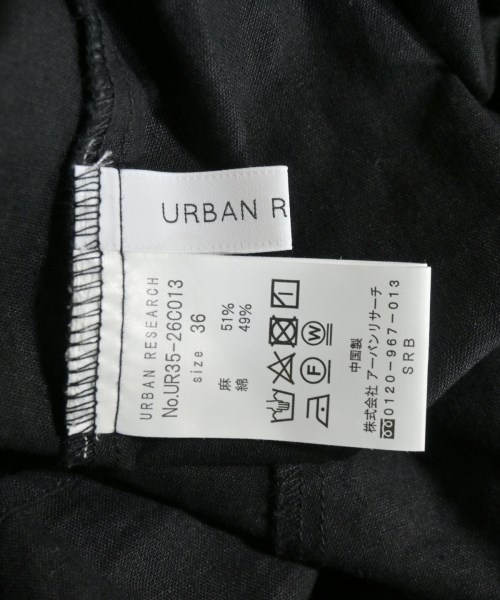 URBAN R
URBAN RESEARCH
No.UR35-26C013
size 36
麻 51%
綿 49%
F W
中国製
株式会社 アーバンリサーチ
0120-967-013
SRB